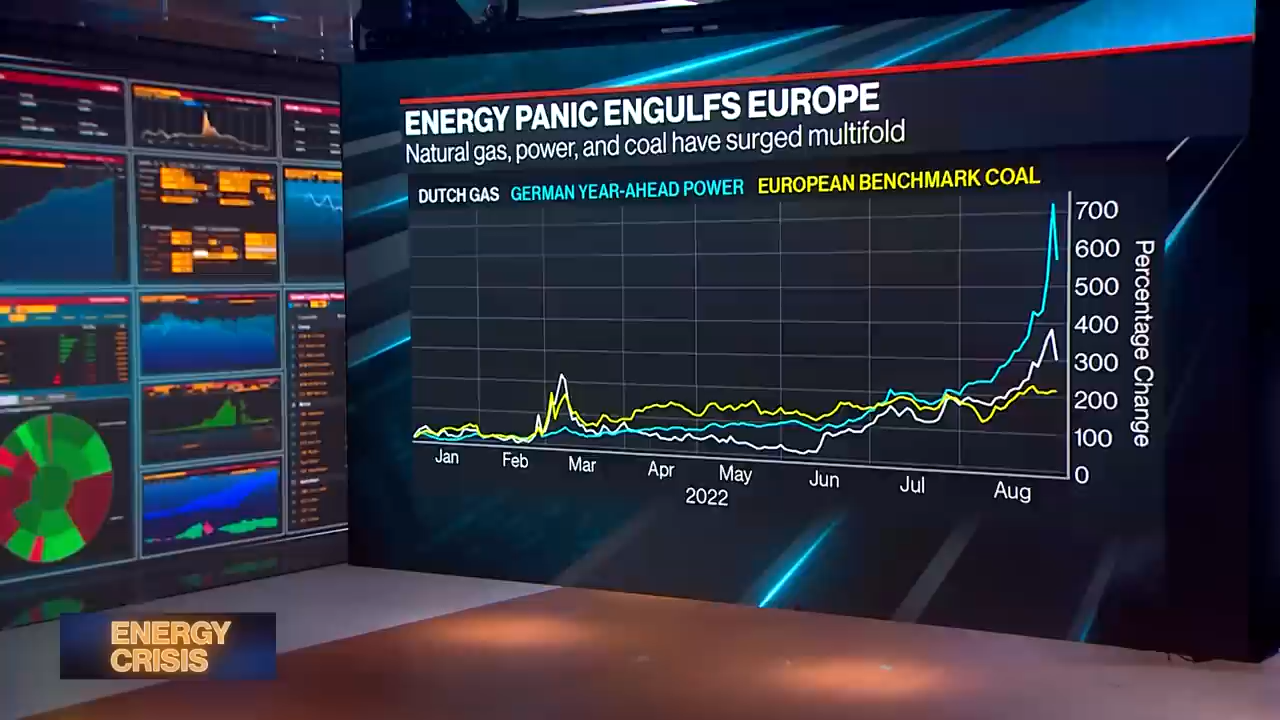 ENERGY PANIC ENGULFS EUROPE
Natural gas, power, and coal have surged multifold
DUTCH GAS GERMAN YEAR-AHEAD POWER EUROPEAN BENCHMARK COAL
700
600
500
400
300
200
100
0
Percentage Change
Jan Feb Mar Apr May Jun Jul Aug
2022
ENERGY
CRISIS